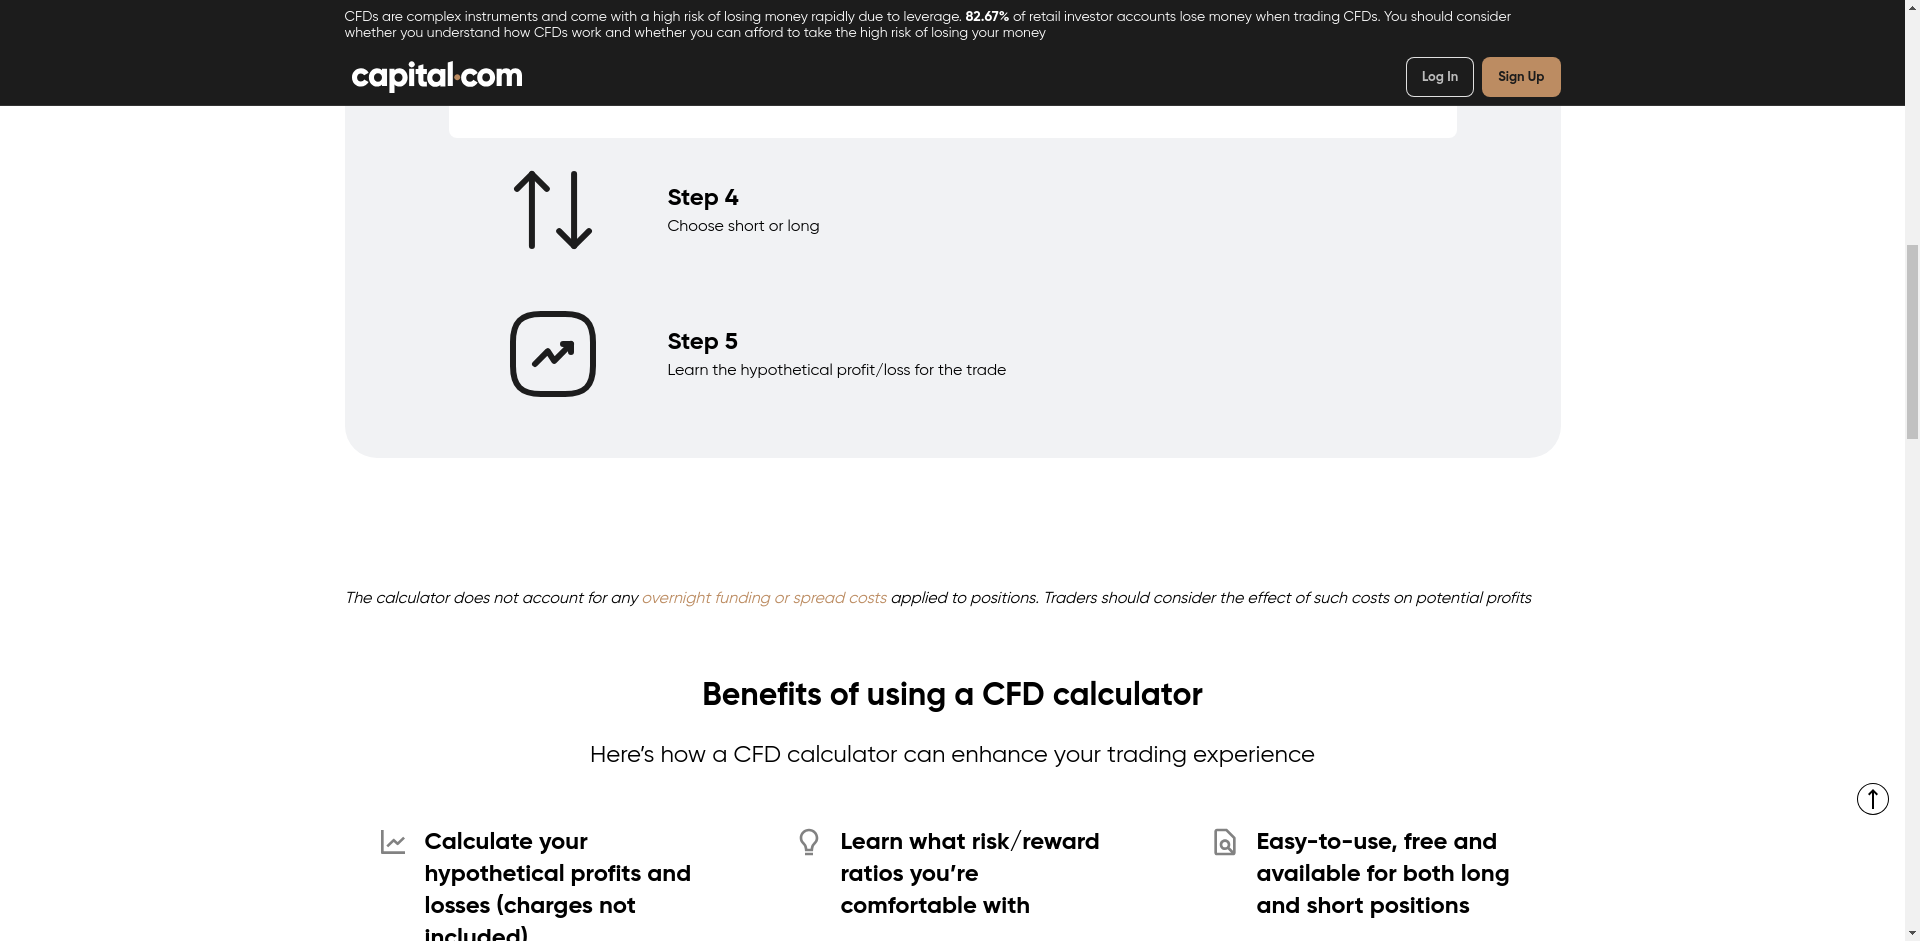 CFDs are complex instruments and come with a high risk of losing money rapidly due to leverage. 82.67% of retail investor accounts lose money when trading CFDs. You should consider
whether you understand how CFDs work and whether you can afford to take the high risk of losing your money
capital.com
Log In
Sign Up
Step 4
Choose short or long
Step 5
Learn the hypothetical profit/loss for the trade
The calculator does not account for any overnight funding or spread costs applied to positions. Traders should consider the effect of such costs on potential profits
Benefits of using a CFD calculator
Here’s how a CFD calculator can enhance your trading experience
Calculate your
hypothetical profits and
losses (charges not
included)
Learn what risk/reward
ratios you’re
comfortable with
Easy-to-use, free and
available for both long
and short positions